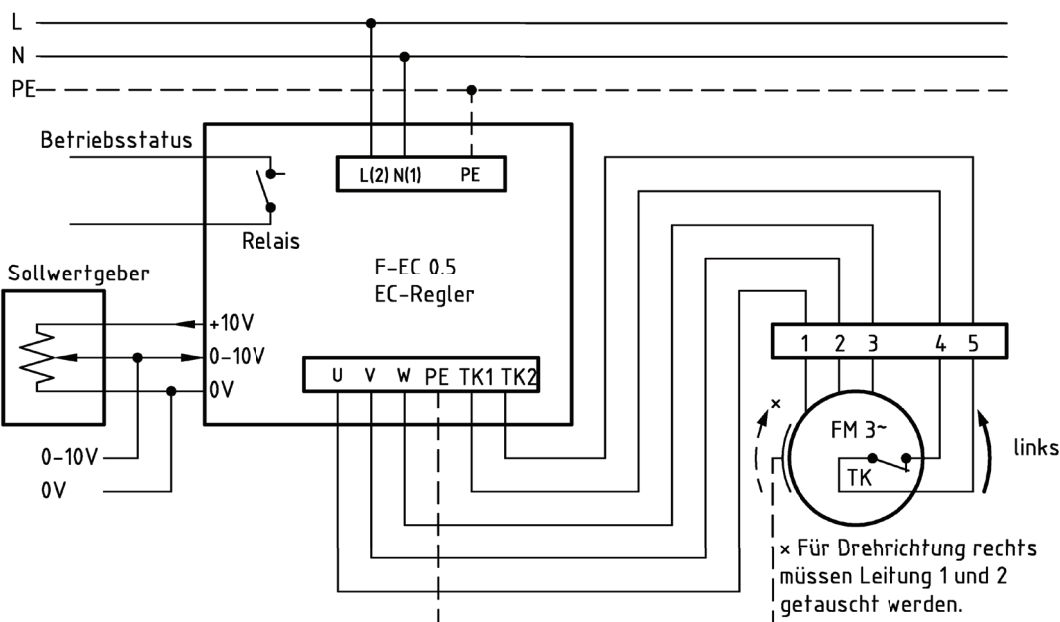 L
N
PE
Betriebsstatus
L(2) N(1) PE
Relais
F-EC 0.5
EC-Regler
Sollwertgeber
+10V
0-10V
0V
U V W PE TK1 TK2
0-10V
0V
1 2 3 4 5
×
FM 3~
TK
links
× Für Drehrichtung rechts
müssen Leitung 1 und 2
getauscht werden.